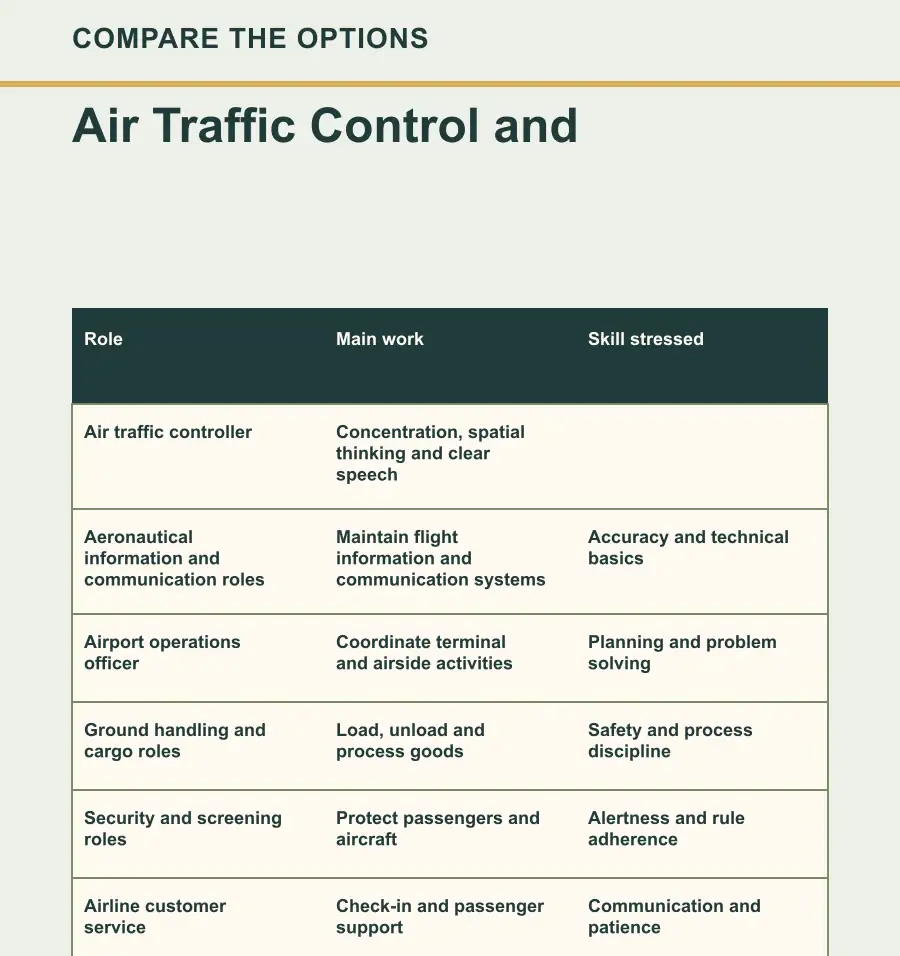 COMPARE THE OPTIONS
Air Traffic Control and
Role Main work Skill stressed
Air traffic controller
Concentration, spatial
thinking and clear
speech
Aeronautical
information and
communication roles
Maintain flight
information and
communication systems
Accuracy and technical
basics
Airport operations
officer
Coordinate terminal
and airside activities
Planning and problem
solving
Ground handling and
cargo roles
Load, unload and
process goods
Safety and process
discipline
Security and screening
roles
Protect passengers and
aircraft
Alertness and rule
adherence
Airline customer
service
Check-in and passenger
support
Communication and
patience